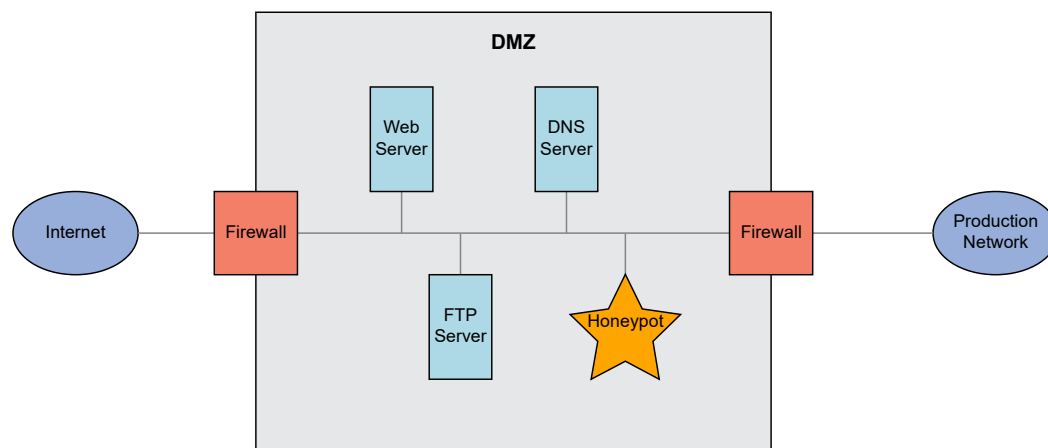 DMZ
Web
Server
DNS
Server
Internet
Firewall
Firewall
Production
Network
FTP
Server
Honeypot